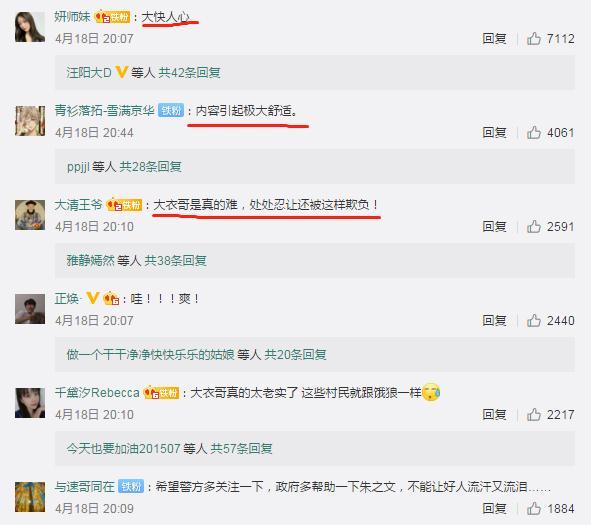 妍师妹 铁粉：大快人心
4月18日 20:07 回复 7112
汪阳大D 等人 共42条回复
青衫落拓-雪满京华 铁粉：内容引起极大舒适。
4月18日 20:44 回复 4061
ppjjl 等人 共28条回复
大清王爷 铁粉：大衣哥是真的难，处处忍让还被这样欺负！
4月18日 20:10 回复 2591
雅静嫣然 等人 共38条回复
正焕·：哇！！！爽！
4月18日 20:07 回复 2440
做一个干干净净快快乐乐的姑娘 等人 共20条回复
千黛汐Rebecca 铁粉：大衣哥真的太老实了 这些村民就跟饿狼一样
4月18日 20:10 回复 2217
今天也要加油201507 等人 共57条回复
与速哥同在 铁粉：希望警方多关注一下，政府多帮助一下朱之文，不能让好人流汗又流泪……
4月18日 20:09 回复 1884